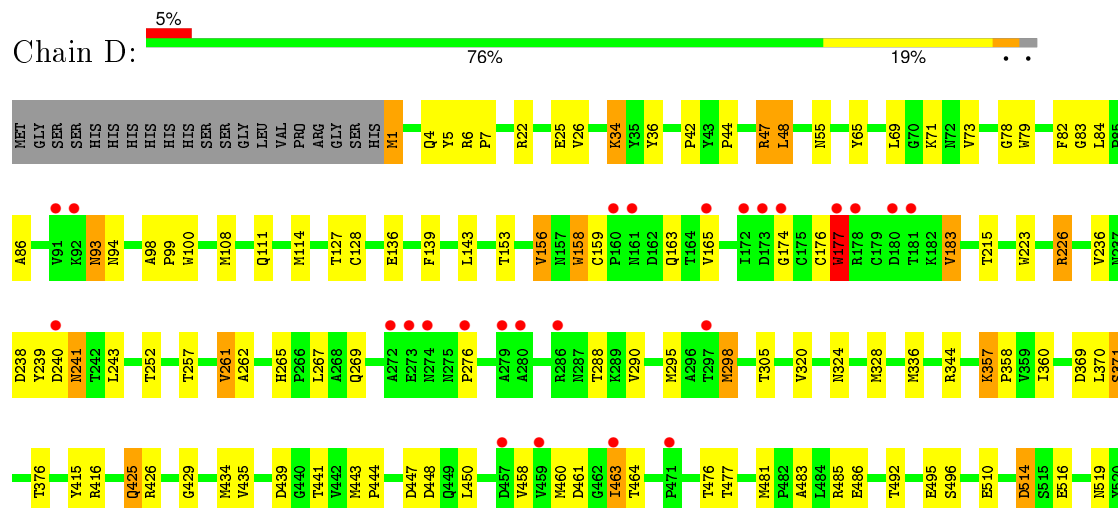 5%
Chain D:
76% 19% • •
MET GLY SER SER HIS HIS HIS HIS HIS HIS HIS HIS SER SER GLY LEU VAL PRO ARG GLY SER HIS M1 Q4 Y5 R6 P7 R22 E25 V26 K34 Y35 Y36 P42 Y43 P44 R47 L48 N55 Y65 L69 G70 K71 N72 V73 G78 W79 F82 G83 L84 P85
A86 V91 K92 N93 N94 A98 P99 W100 M108 Q111 M114 T127 C128 E136 F139 L143 T153 V156 N157 W158 C159 P160 N161 D162 Q163 T164 V165 I172 D173 G174 C175 C176 W177 R178 C179 D180 T181 K182 V183 T215 W223 R226 V236 N237
D238 Y239 D240 N241 T242 L243 T252 T257 V261 A262 H265 P266 L267 A268 Q269 A272 E273 N274 N275 P276 A279 A280 R286 N287 T288 K289 V290 M295 A296 T297 M298 T305 V320 N324 M328 M336 R344 K357 P358 V359 I360 D369 L370 S371
T376 Y415 R416 Q425 R426 G429 M434 V435 D439 G440 T441 V442 M443 P444 D447 D448 Q449 L450 D457 V458 V459 M460 D461 G462 I463 T464 P471 T476 T477 M481 P482 A483 L484 R485 E486 T492 E495 S496 E510 D514 S515 E516 N519 Y520